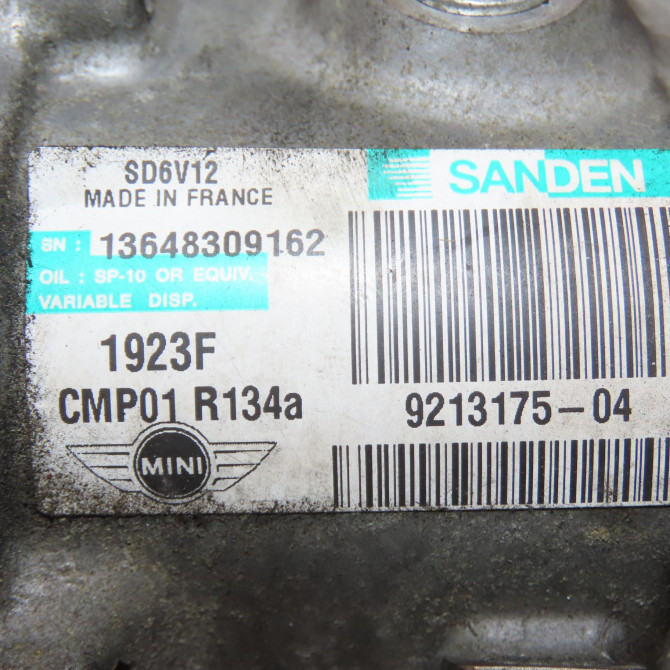 SD6V12
MADE IN FRANCE
SANDEN
SN : 13648309162
OIL : SP-10 OR EQUIV.
VARIABLE DISP.
1923F
CMP01 R134a
9213175-04
MINI